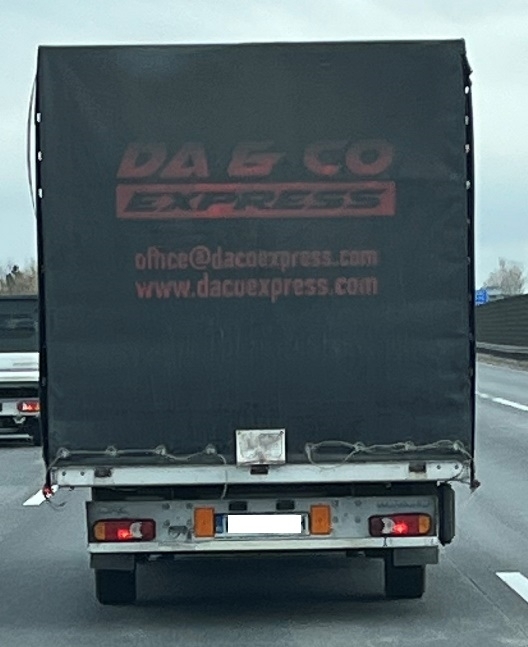 DA & CO
EXPRESS
office@dacoexpress.com
www.dacoexpress.com